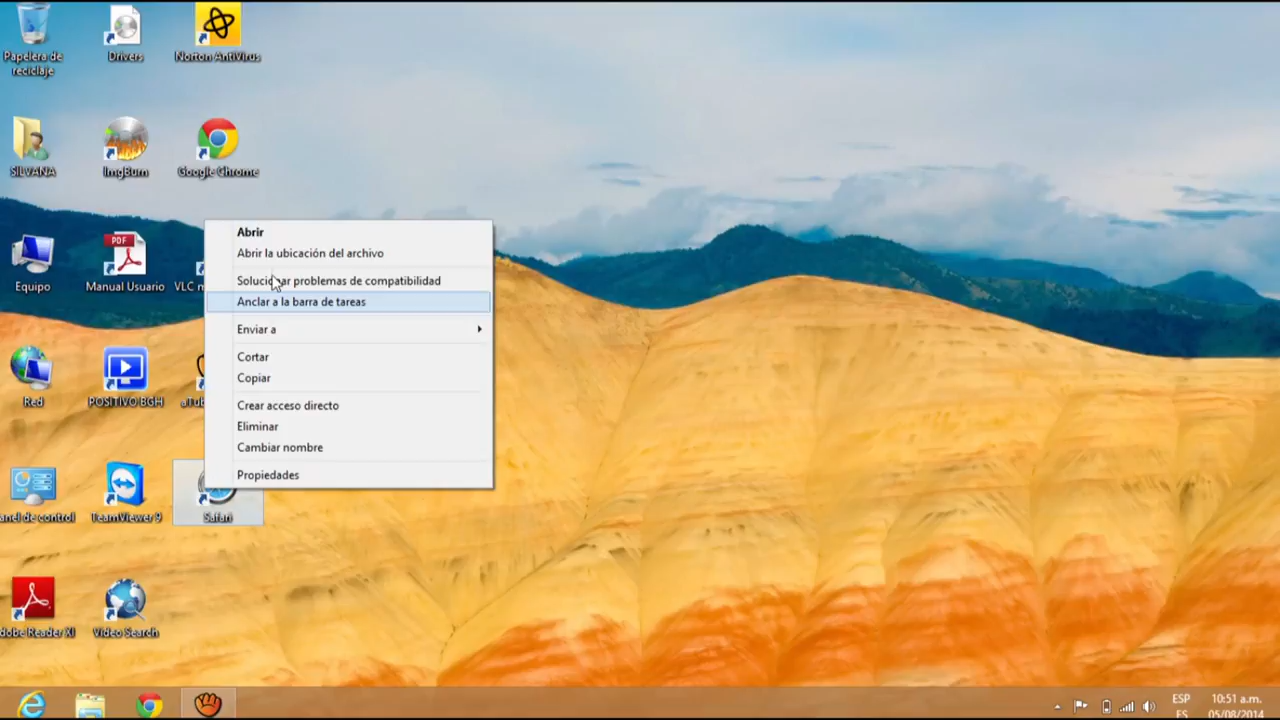 Papelera de
reciclaje
Drivers
Norton AntiVirus
SILVANA
ImgBurn
Google Chrome
Equipo
PDF
Manual Usuario
VLC m
Red
POSITIVO BGH
aTub
anel de control
TeamViewer 9
Safari
dobe Reader XI
Video Search
Abrir
Abrir la ubicación del archivo
Solucionar problemas de compatibilidad
Anclar a la barra de tareas
Enviar a
Cortar
Copiar
Crear acceso directo
Eliminar
Cambiar nombre
Propiedades
ESP
ES
10:51 a.m.
05/08/2014